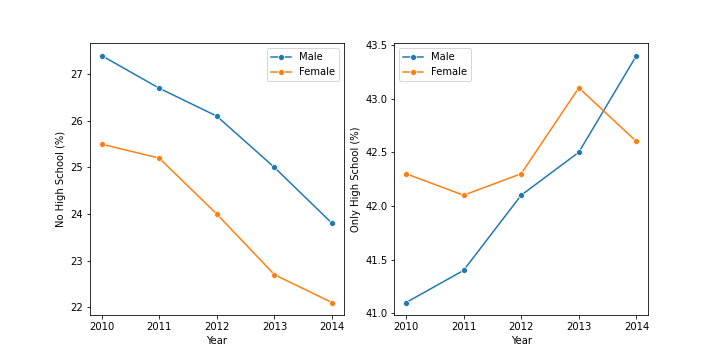 No High School (%)
27
26
25
24
23
22
Male
Female
2010 2011 2012 2013 2014
Year
Only High School (%)
43.5
43.0
42.5
42.0
41.5
41.0
Male
Female
2010 2011 2012 2013 2014
Year